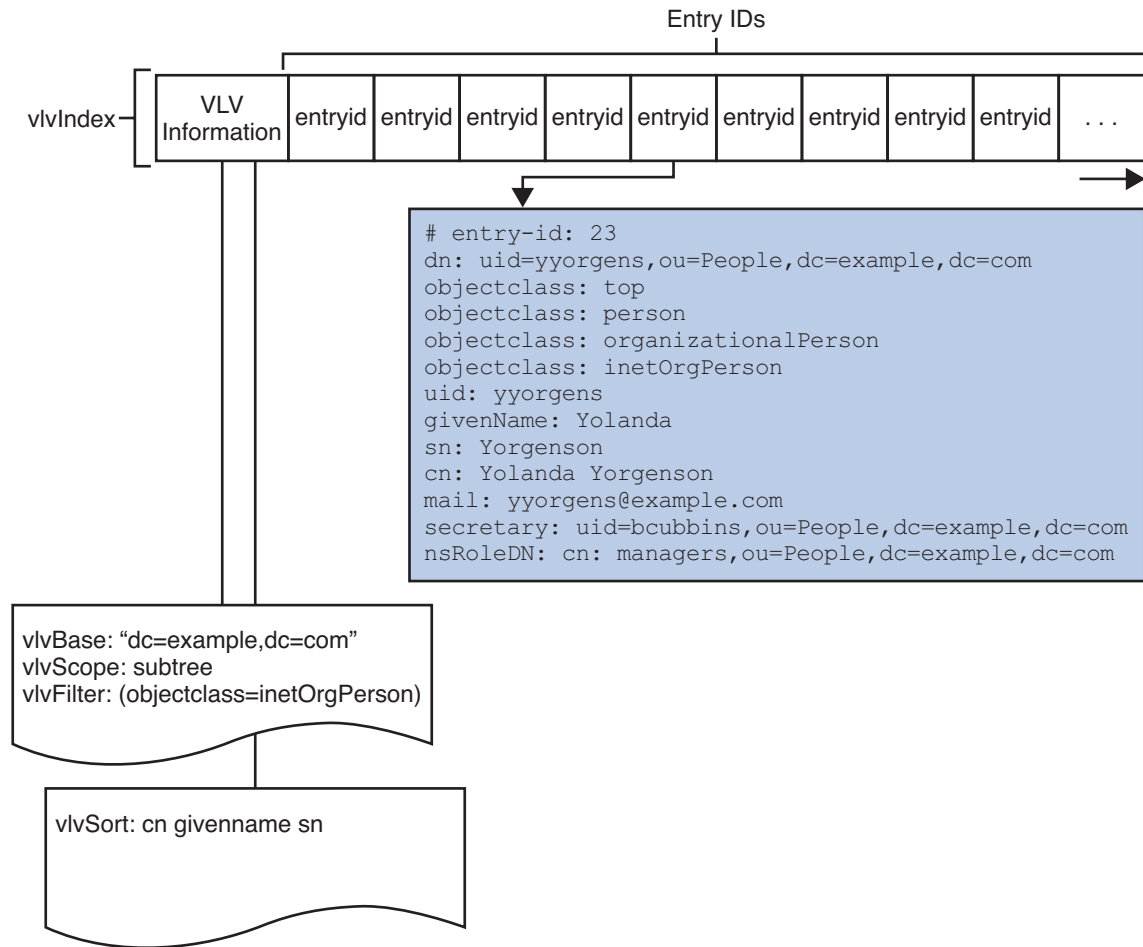 Entry IDs
vlvIndex
VLV
Information
entryid entryid entryid entryid entryid entryid entryid entryid entryid . . .
# entry-id: 23
dn: uid=yyorgens,ou=People,dc=example,dc=com
objectclass: top
objectclass: person
objectclass: organizationalPerson
objectclass: inetOrgPerson
uid: yyorgens
givenName: Yolanda
sn: Yorgenson
cn: Yolanda Yorgenson
mail: yyorgens@example.com
secretary: uid=bcubbins,ou=People,dc=example,dc=com
nsRoleDN: cn: managers,ou=People,dc=example,dc=com
vlvBase: “dc=example,dc=com”
vlvScope: subtree
vlvFilter: (objectclass=inetOrgPerson)
vlvSort: cn givenname sn